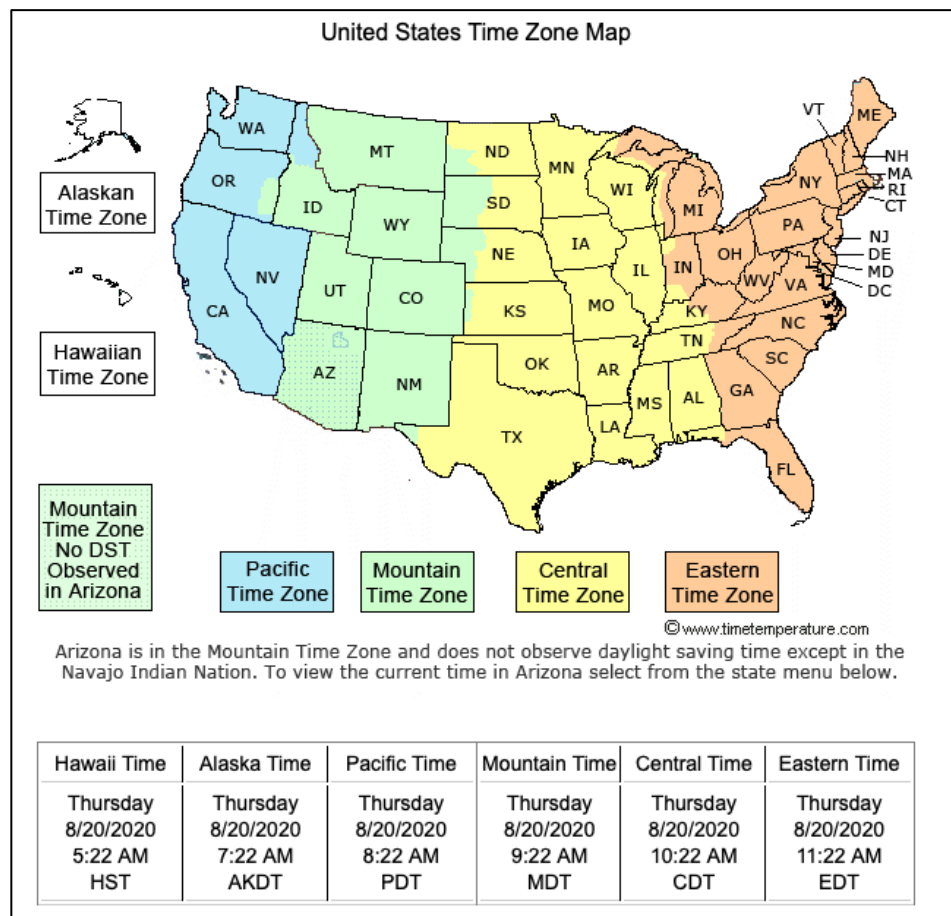 United States Time Zone Map
Alaskan
Time Zone
Hawaiian
Time Zone
WA
OR
CA
NV
ID
MT
WY
UT
CO
AZ
NM
ND
SD
NE
KS
OK
TX
MN
IA
MO
AR
LA
WI
IL
MS
AL
TN
KY
IN
MI
OH
WV
VA
NC
SC
GA
FL
PA
NY
VT
ME
NH
MA
RI
CT
NJ
DE
MD
DC
Mountain
Time Zone
No DST
Observed
in Arizona
Pacific
Time Zone
Mountain
Time Zone
Central
Time Zone
Eastern
Time Zone
©www.timetemperature.com
Arizona is in the Mountain Time Zone and does not observe daylight saving time except in the
Navajo Indian Nation. To view the current time in Arizona select from the state menu below.
Hawaii Time Alaska Time Pacific Time Mountain Time Central Time Eastern Time
Thursday Thursday Thursday Thursday Thursday Thursday
8/20/2020 8/20/2020 8/20/2020 8/20/2020 8/20/2020 8/20/2020
5:22 AM 7:22 AM 8:22 AM 9:22 AM 10:22 AM 11:22 AM
HST AKDT PDT MDT CDT EDT